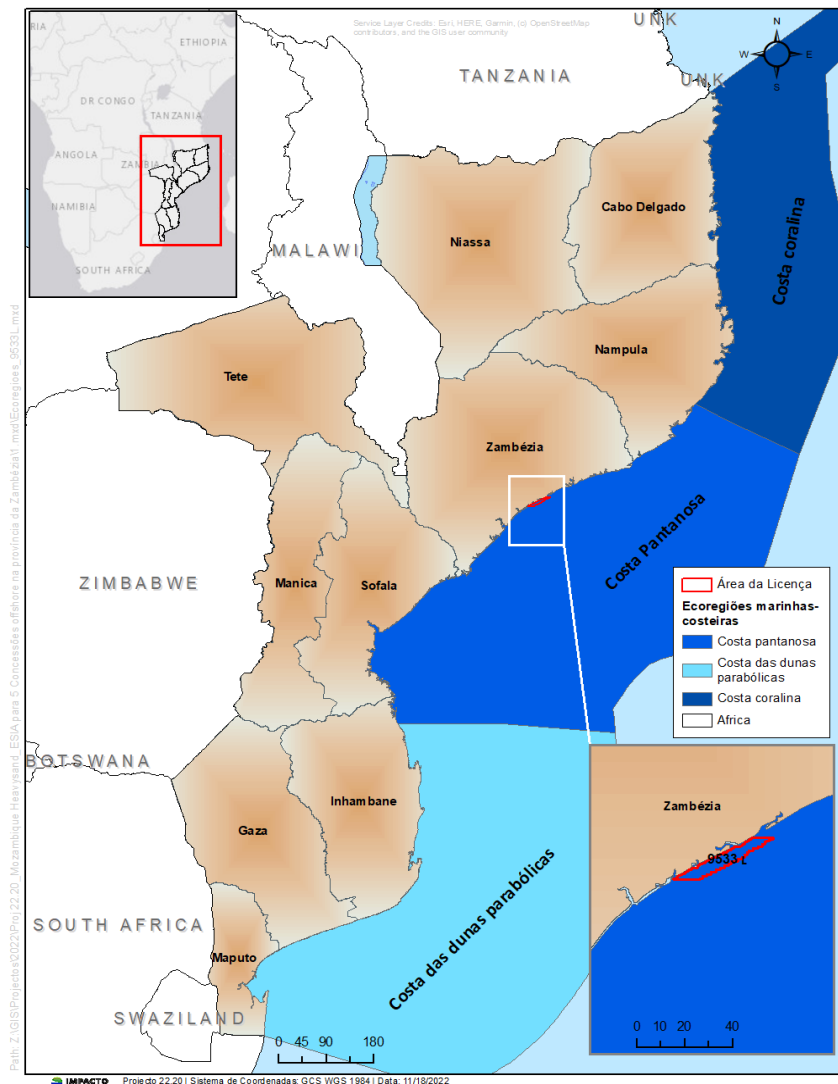 Service Layer Credits: Esri, HERE, Garmin, (c) OpenStreetMap
contributors, and the GIS user community
UNK
UNK
N
W
E
S
TANZANIA
ETHIOPIA
DR CONGO
TANZANIA
ANGOLA
ZAMBIA
NAMIBIA
SOUTH AFRICA
MALAWI
Cabo Delgado
Niassa
Costa coralina
Nampula
Tete
Zambézia
Costa Pantanosa
ZIMBABWE
Manica
Sofala
Área da Licença
Ecoregiões marinhas-
costeiras
Costa pantanosa
Costa das dunas
parabólicas
Costa coralina
Africa
BOTSWANA
Inhambane
Gaza
Costa das dunas parabólicas
Zambézia
9533 L
SOUTH AFRICA
Maputo
SWAZILAND
0 45 90 180
0 10 20 40
IMPACTO
Projecto 22.20 | Sistema de Coordenadas: GCS WGS 1984 | Data: 11/18/2022